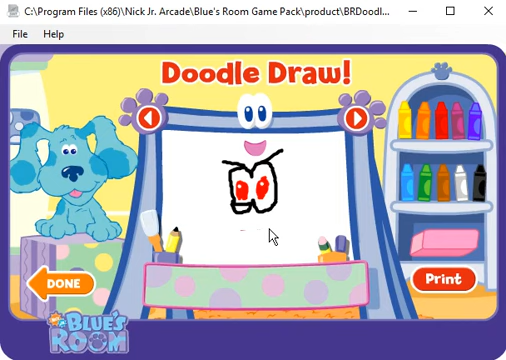 C:\Program Files (x86)\Nick Jr. Arcade\Blue's Room Game Pack\product\BRDoodl...
File Help
Doodle Draw!
DONE
Print
BLUE'S
ROOM